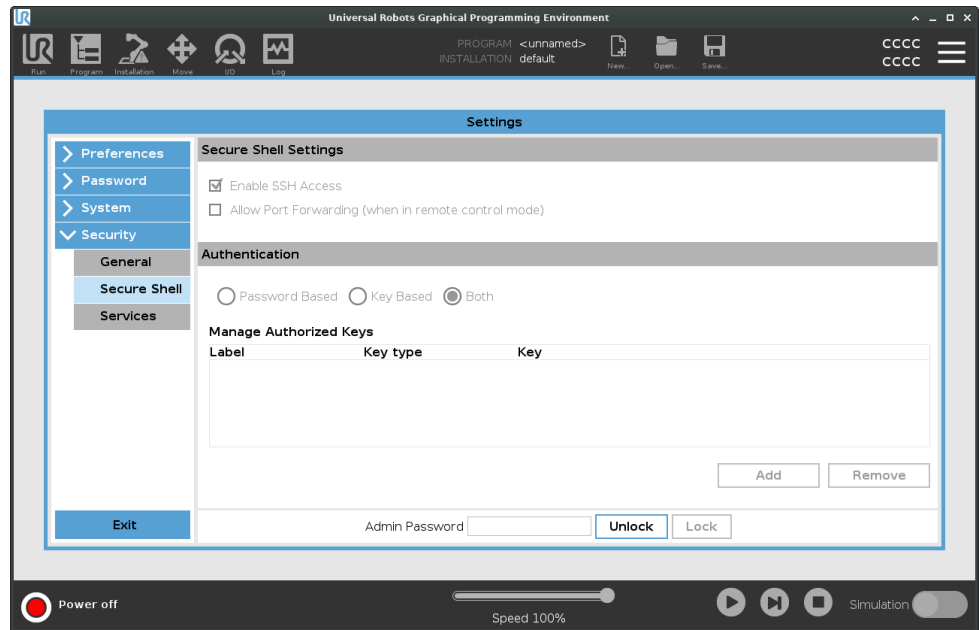 Universal Robots Graphical Programming Environment
UR
Run
Program
Installation
Move
I/O
Log
PROGRAM <unnamed>
INSTALLATION default
New...
Open...
Save...
CCCC
CCCC
Settings
Preferences
Password
System
Security
General
Secure Shell
Services
Exit
Secure Shell Settings
Enable SSH Access
Allow Port Forwarding (when in remote control mode)
Authentication
Password Based Key Based Both
Manage Authorized Keys
Label Key type Key
Add Remove
Admin Password Unlock Lock
Power off
Speed 100%
Simulation